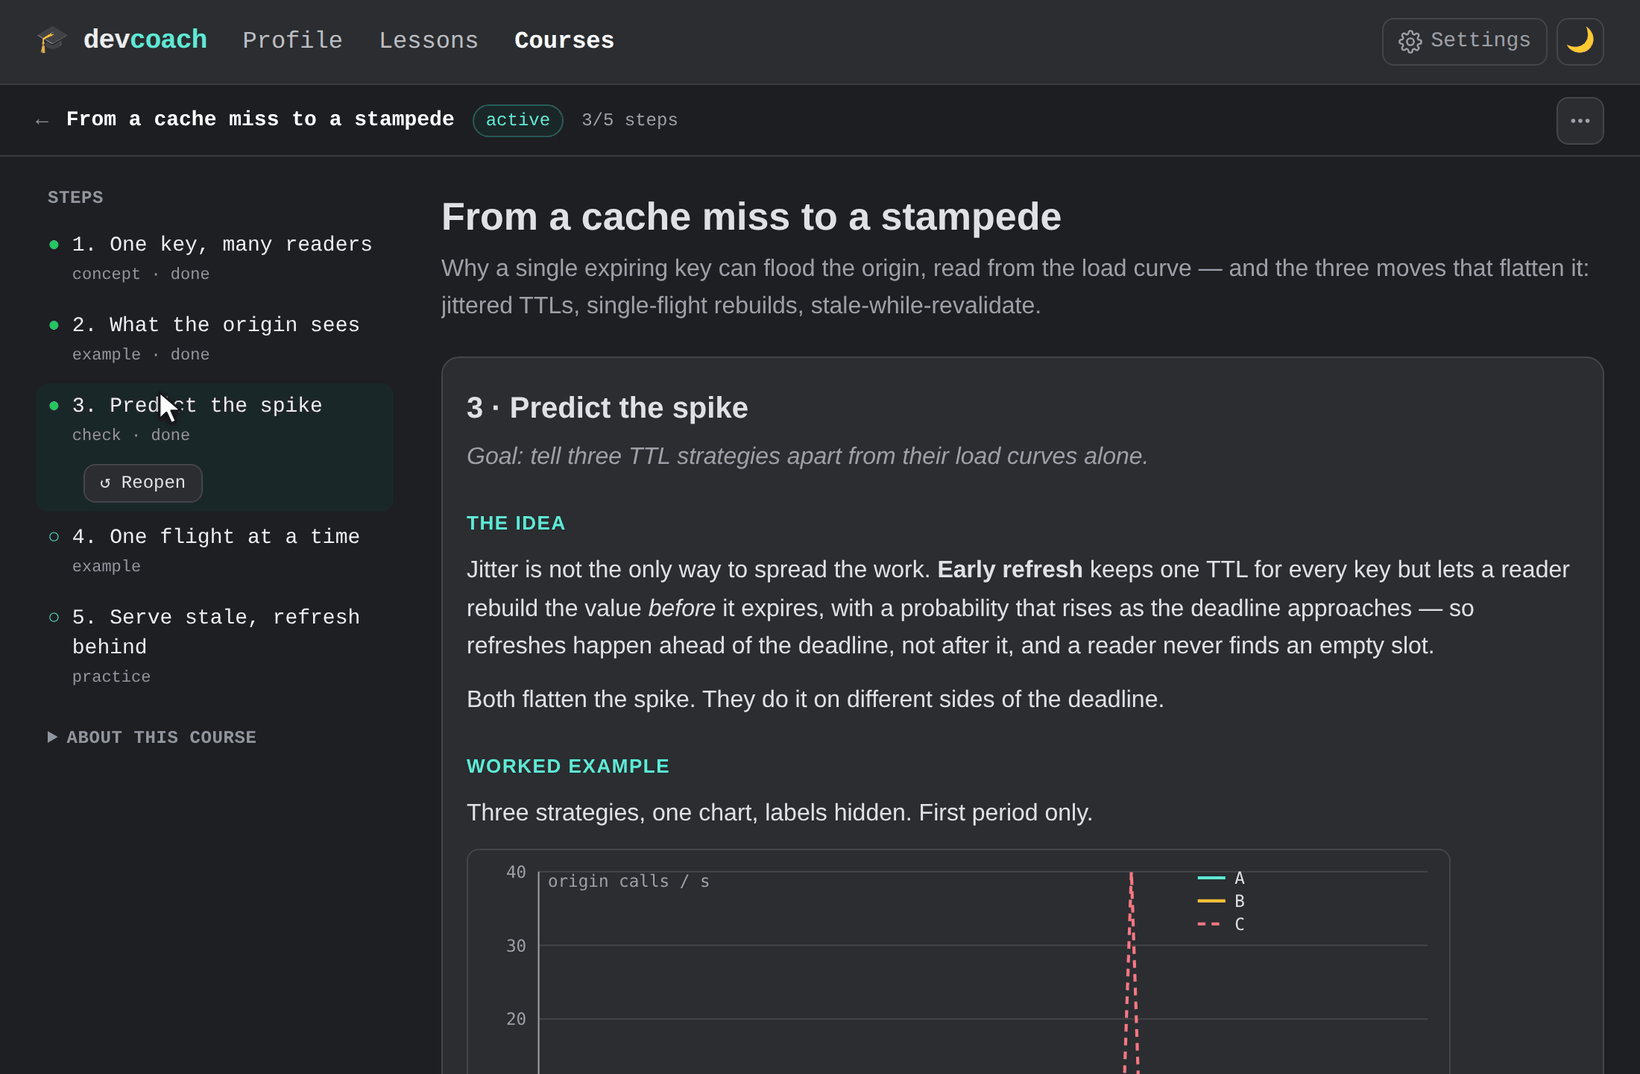 devcoach Profile Lessons Courses Settings
← From a cache miss to a stampede active 3/5 steps
STEPS
1. One key, many readers
concept · done
2. What the origin sees
example · done
3. Predict the spike
check · done
↺ Reopen
4. One flight at a time
example
5. Serve stale, refresh
behind
practice
ABOUT THIS COURSE
From a cache miss to a stampede
Why a single expiring key can flood the origin, read from the load curve — and the three moves that flatten it:
jittered TTLs, single-flight rebuilds, stale-while-revalidate.
3 · Predict the spike
Goal: tell three TTL strategies apart from their load curves alone.
THE IDEA
Jitter is not the only way to spread the work. Early refresh keeps one TTL for every key but lets a reader
rebuild the value before it expires, with a probability that rises as the deadline approaches — so
refreshes happen ahead of the deadline, not after it, and a reader never finds an empty slot.
Both flatten the spike. They do it on different sides of the deadline.
WORKED EXAMPLE
Three strategies, one chart, labels hidden. First period only.
40
origin calls / s
A
B
C
30
20